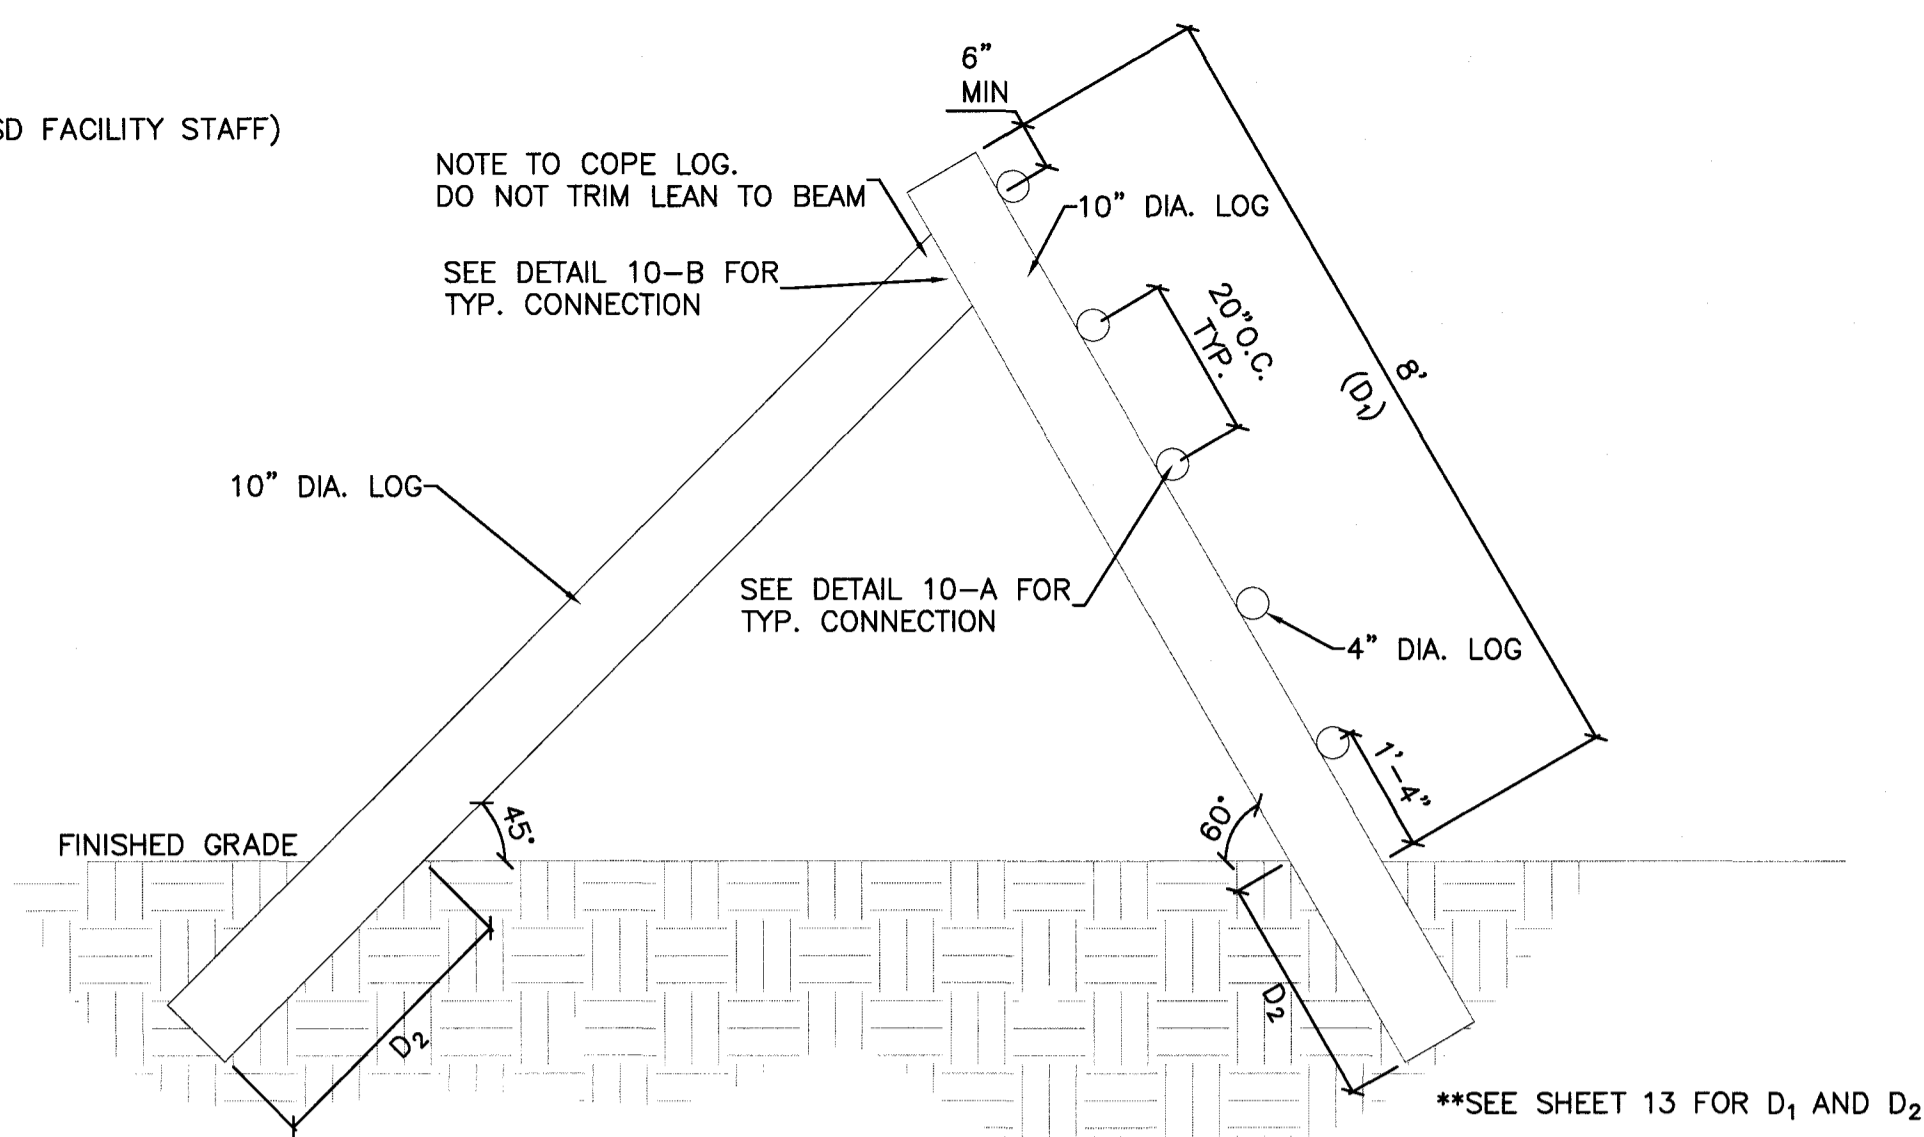 6"
MIN
SD FACILITY STAFF)
NOTE TO COPE LOG.
DO NOT TRIM LEAN TO BEAM
10" DIA. LOG
SEE DETAIL 10-B FOR
TYP. CONNECTION
20"O.C.
TYP.
8'
(D1)
10" DIA. LOG
SEE DETAIL 10-A FOR
TYP. CONNECTION
4" DIA. LOG
1'-4"
45°
60°
FINISHED GRADE
D2
D2
**SEE SHEET 13 FOR D1 AND D2